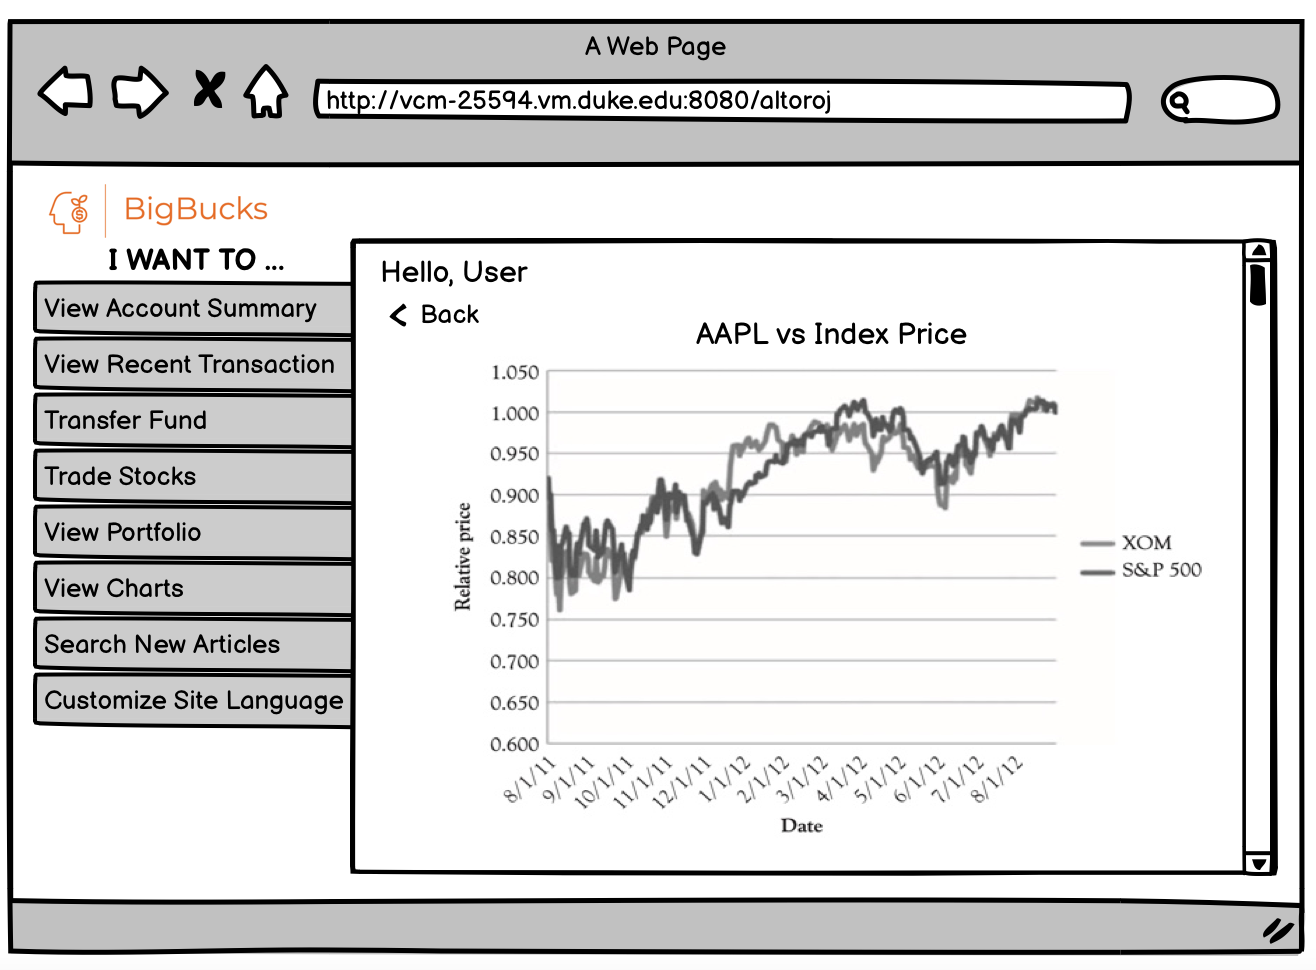 A Web Page
http://vcm-25594.vm.duke.edu:8080/altoroj
BigBucks
I WANT TO ...
View Account Summary
View Recent Transaction
Transfer Fund
Trade Stocks
View Portfolio
View Charts
Search New Articles
Customize Site Language
Hello, User
Back
AAPL vs Index Price
1.050
1.000
0.950
0.900
0.850
0.800
0.750
0.700
0.650
0.600
Relative price
8/1/11
9/1/11
10/1/11
11/1/11
12/1/11
1/1/12
2/1/12
3/1/12
4/1/12
5/1/12
6/1/12
7/1/12
8/1/12
Date
XOM
S&P 500